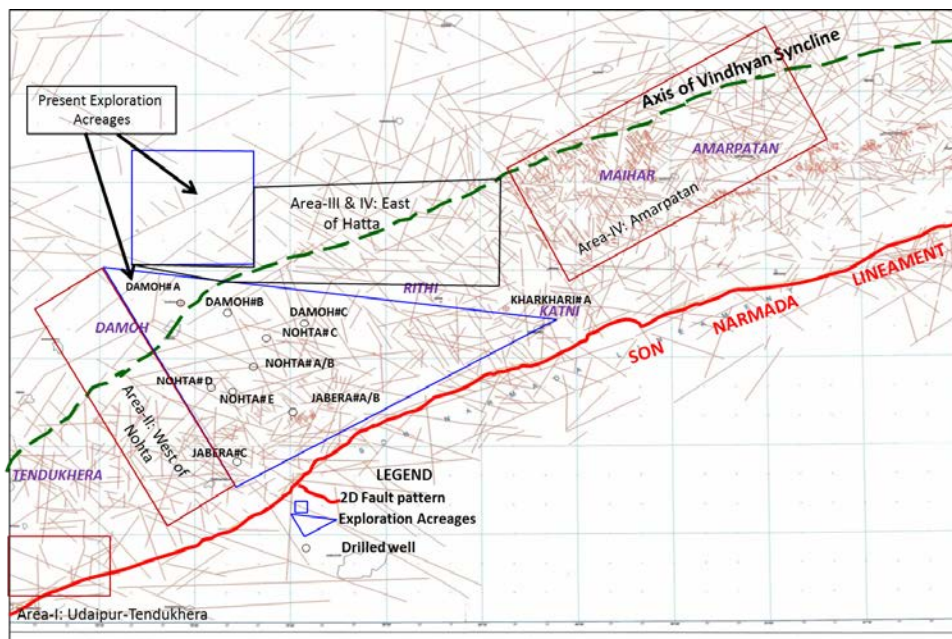 Axis of Vindhyan Syncline
Present Exploration
Acreages
AMARPATAN
MAIHAR
Area-IV: Amarpatan
Area-III & IV: East
of Hatta
RITHI
DAMOH#A
DAMOH#B
KHARKHARI#A
KATNI
DAMOH
DAMOH#C
NOHTA#C
SON NARMADA LINEAMENT
NOHTA#A/B
NOHTA#D
NOHTA#E
JABERA#A/B
Area-II: West of
Nohta
JABERA#C
TENDUKHERA
LEGEND
2D Fault pattern
Exploration Acreages
Drilled well
Area-I: Udaipur-Tendukhera